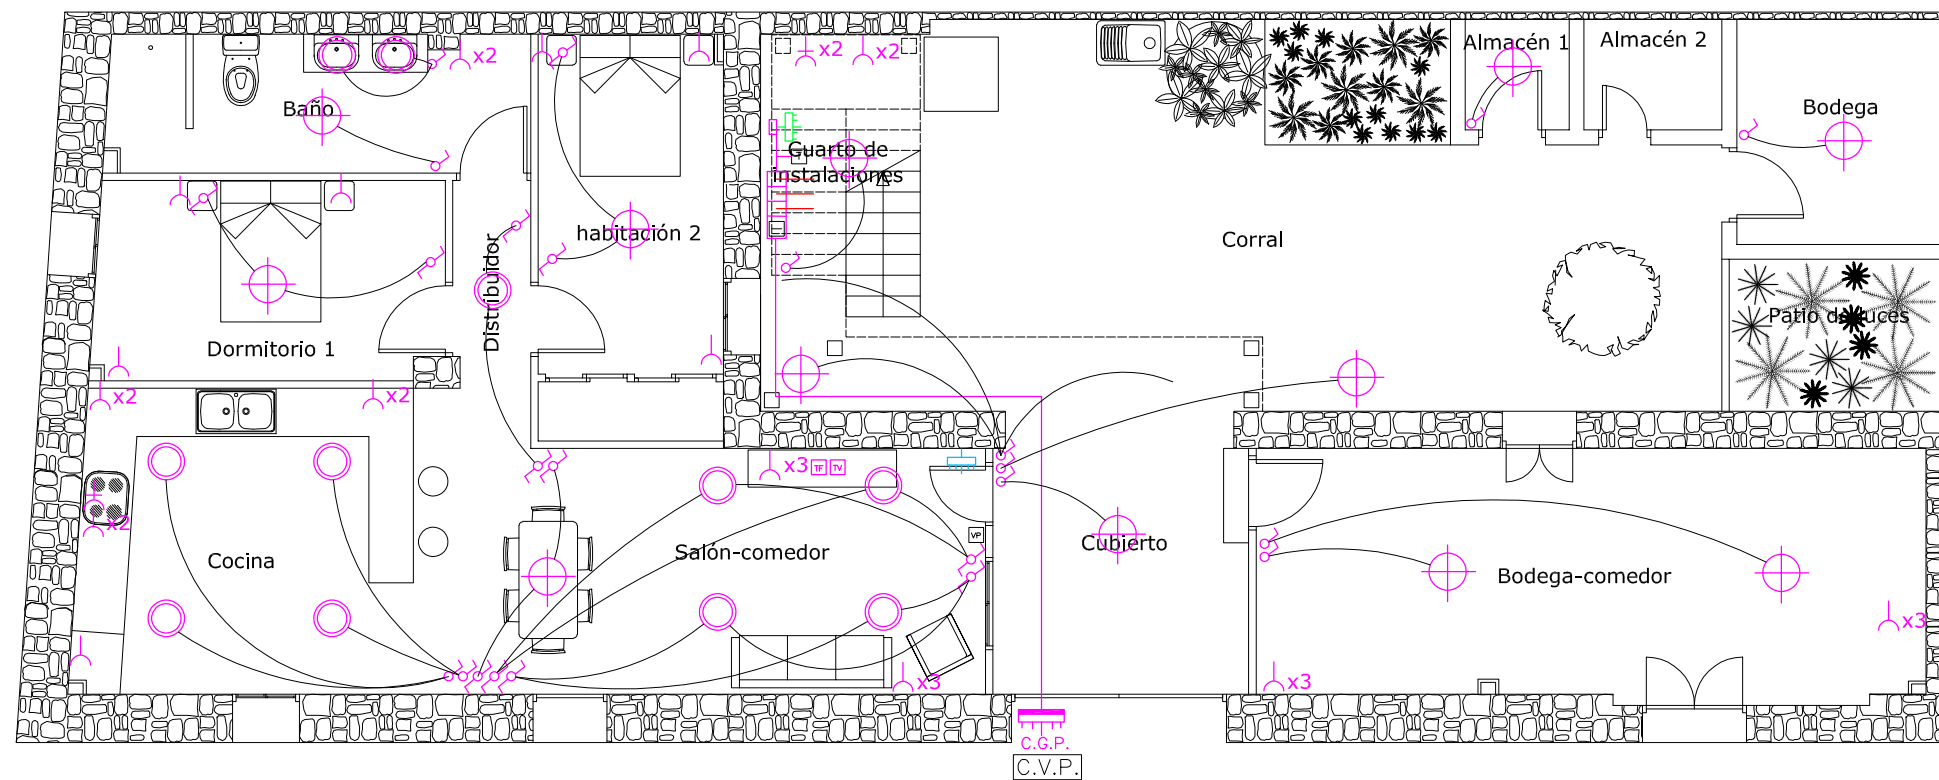 x2
x2
x2
Almacén 1
Almacén 2
Baño
Bodega
Cuarto de
instalaciones
Distribuidor
habitación 2
Corral
Dormitorio 1
Patio de luces
x2
x2
x3
TF
TV
x2
VP
Cocina
Salón-comedor
Cubierto
Bodega-comedor
x3
x3
x3
C.G.P.
C.V.P.